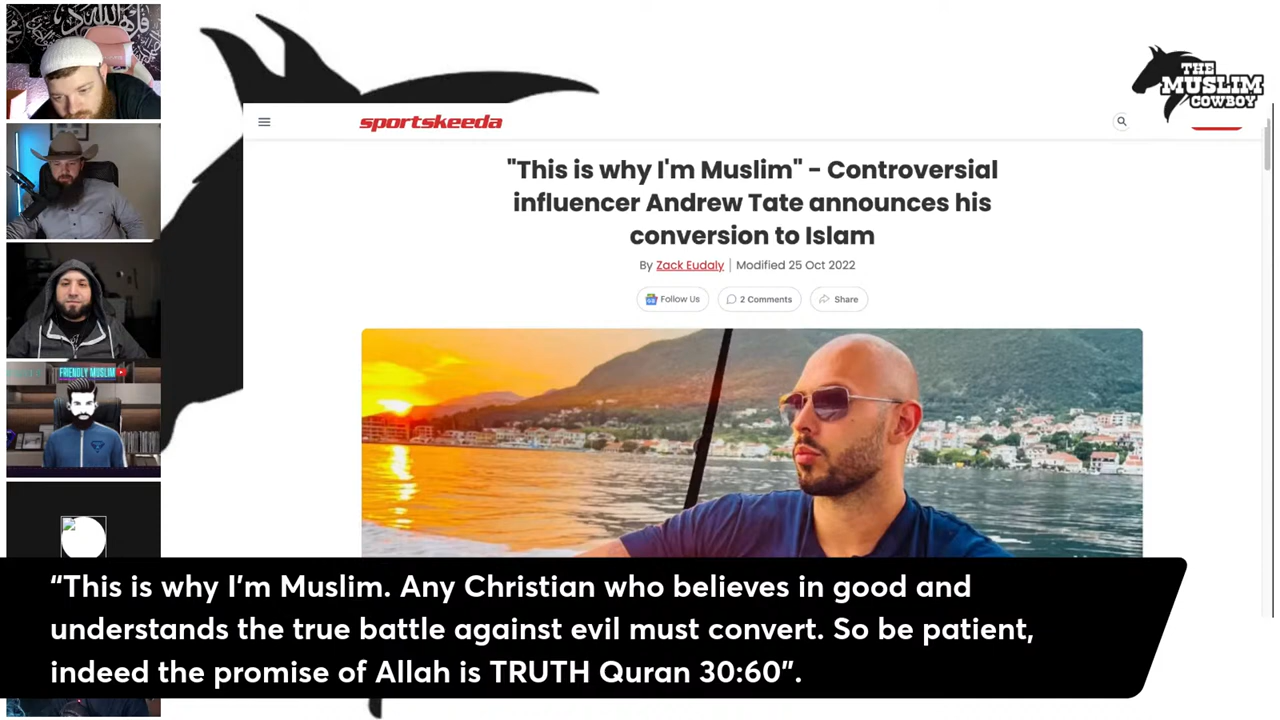 THE
MUSLIM
COWBOY
sportskeeda
"This is why I'm Muslim" - Controversial
influencer Andrew Tate announces his
conversion to Islam
By Zack Eudaly | Modified 25 Oct 2022
Follow Us
2 Comments
Share
FRIENDLY MUSLIM
“This is why I’m Muslim. Any Christian who believes in good and
understands the true battle against evil must convert. So be patient,
indeed the promise of Allah is TRUTH Quran 30:60”.